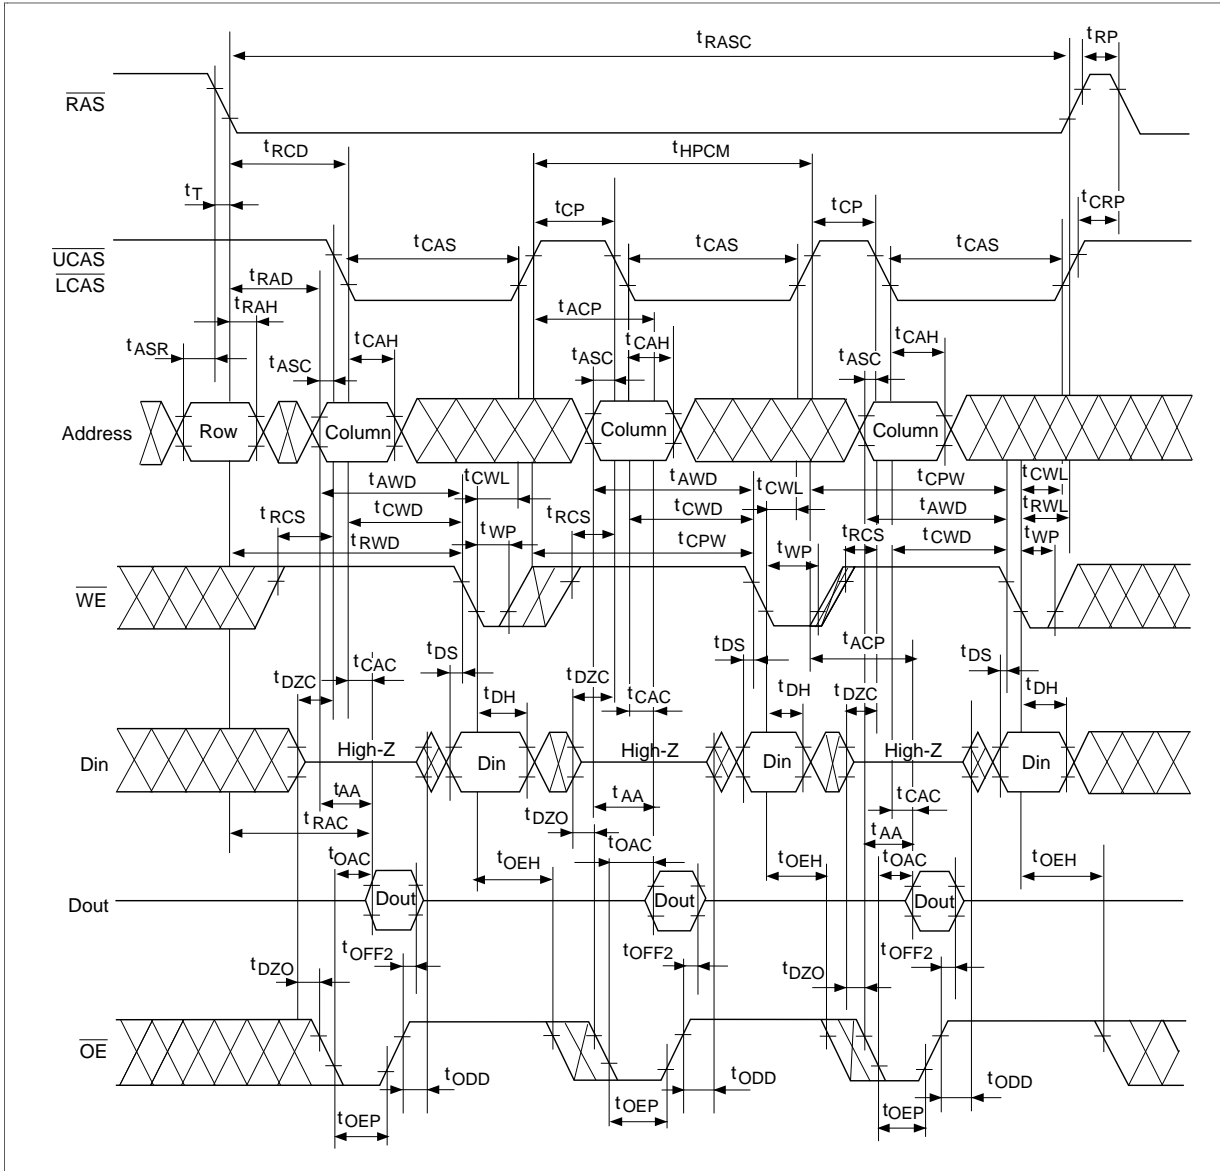 tRASC tRP
RAS
tRCD tHPCM
tT tCP tCP tCRP
UCAS tCAS tCAS tCAS
LCAS
tRAD
tRAH tACP
tASR tASC tCAH tASC tCAH tASC tCAH
Address Row Column Column Column
tAWD tCWL tAWD tCWL tCPW tCWL
tRCS tCWD tRCS tCWD tAWD tRWL
tRWD tWP tCPW tWP tRCS tCWD tWP
WE
tDS tDS tACP tDS
tDZC tCAC tDH tDZC tCAC tDH tDZC tDH
Din High-Z Din High-Z Din High-Z Din
tAA tAA tCAC
tRAC tDZO tAA
tOAC tOEH tOAC tOEH tOAC tOEH
Dout Dout Dout Dout
tDZO tOFF2 tOFF2 tDZO tOFF2
OE
tODD tODD tODD
tOEP tOEP tOEP